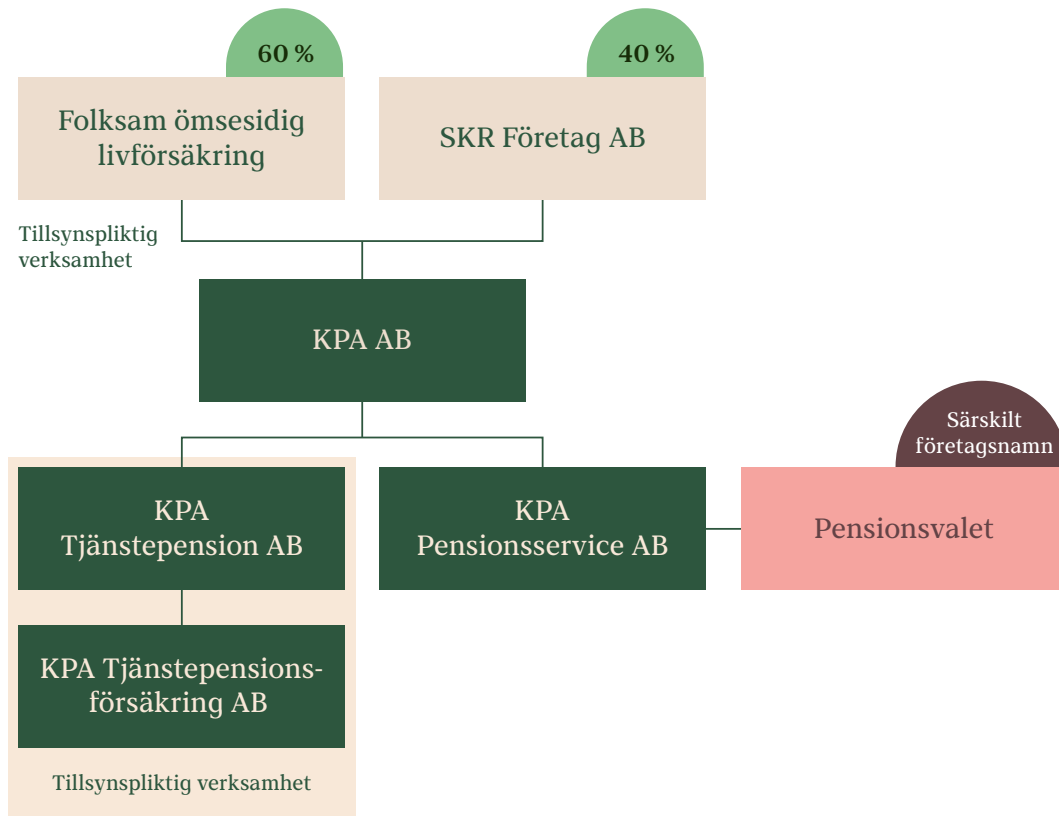 60 %
40 %
Folksam ömsesidig
livförsäkring
SKR Företag AB
Tillsynspliktig
verksamhet
KPA AB
Särskilt
företagsnamn
KPA
Tjänstepension AB
KPA
Pensionsservice AB
Pensionsvalet
KPA Tjänstepensions-
försäkring AB
Tillsynspliktig verksamhet